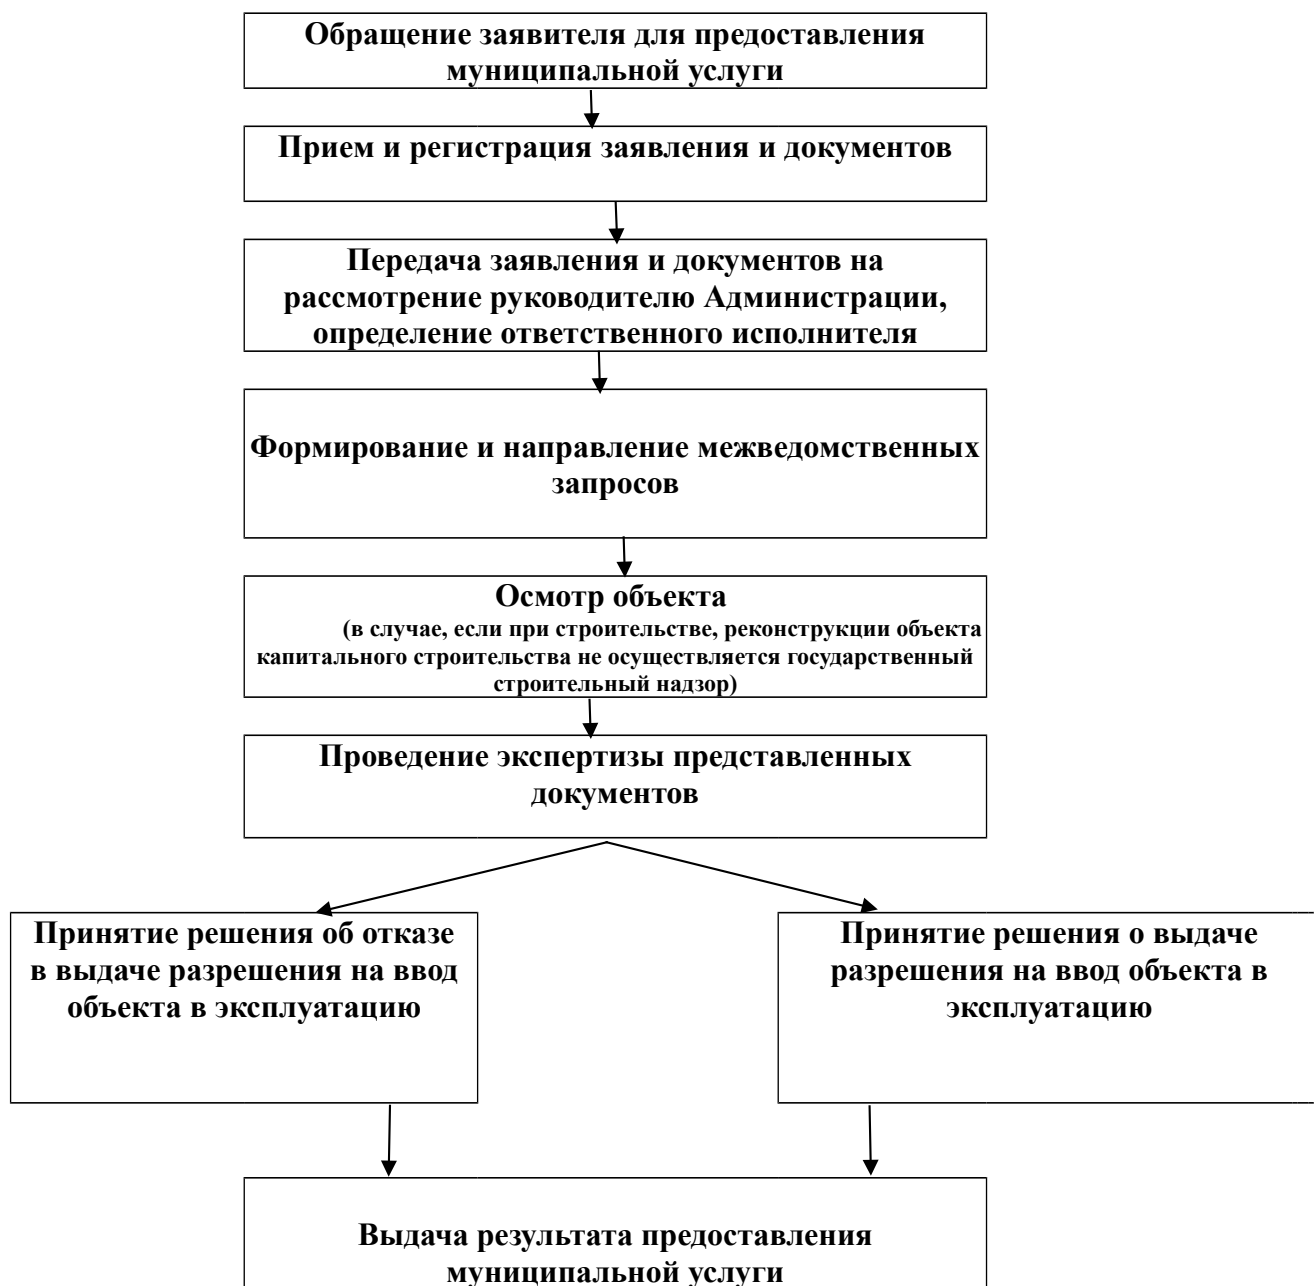 Обращение заявителя для предоставления
муниципальной услуги
Прием и регистрация заявления и документов
Передача заявления и документов на
рассмотрение руководителю Администрации,
определение ответственного исполнителя
Формирование и направление межведомственных
запросов
Осмотр объекта
(в случае, если при строительстве, реконструкции объекта
капитального строительства не осуществляется государственный
строительный надзор)
Проведение экспертизы представленных
документов
Принятие решения об отказе
в выдаче разрешения на ввод
объекта в эксплуатацию
Принятие решения о выдаче
разрешения на ввод объекта в
эксплуатацию
Выдача результата предоставления
муниципальной услуги